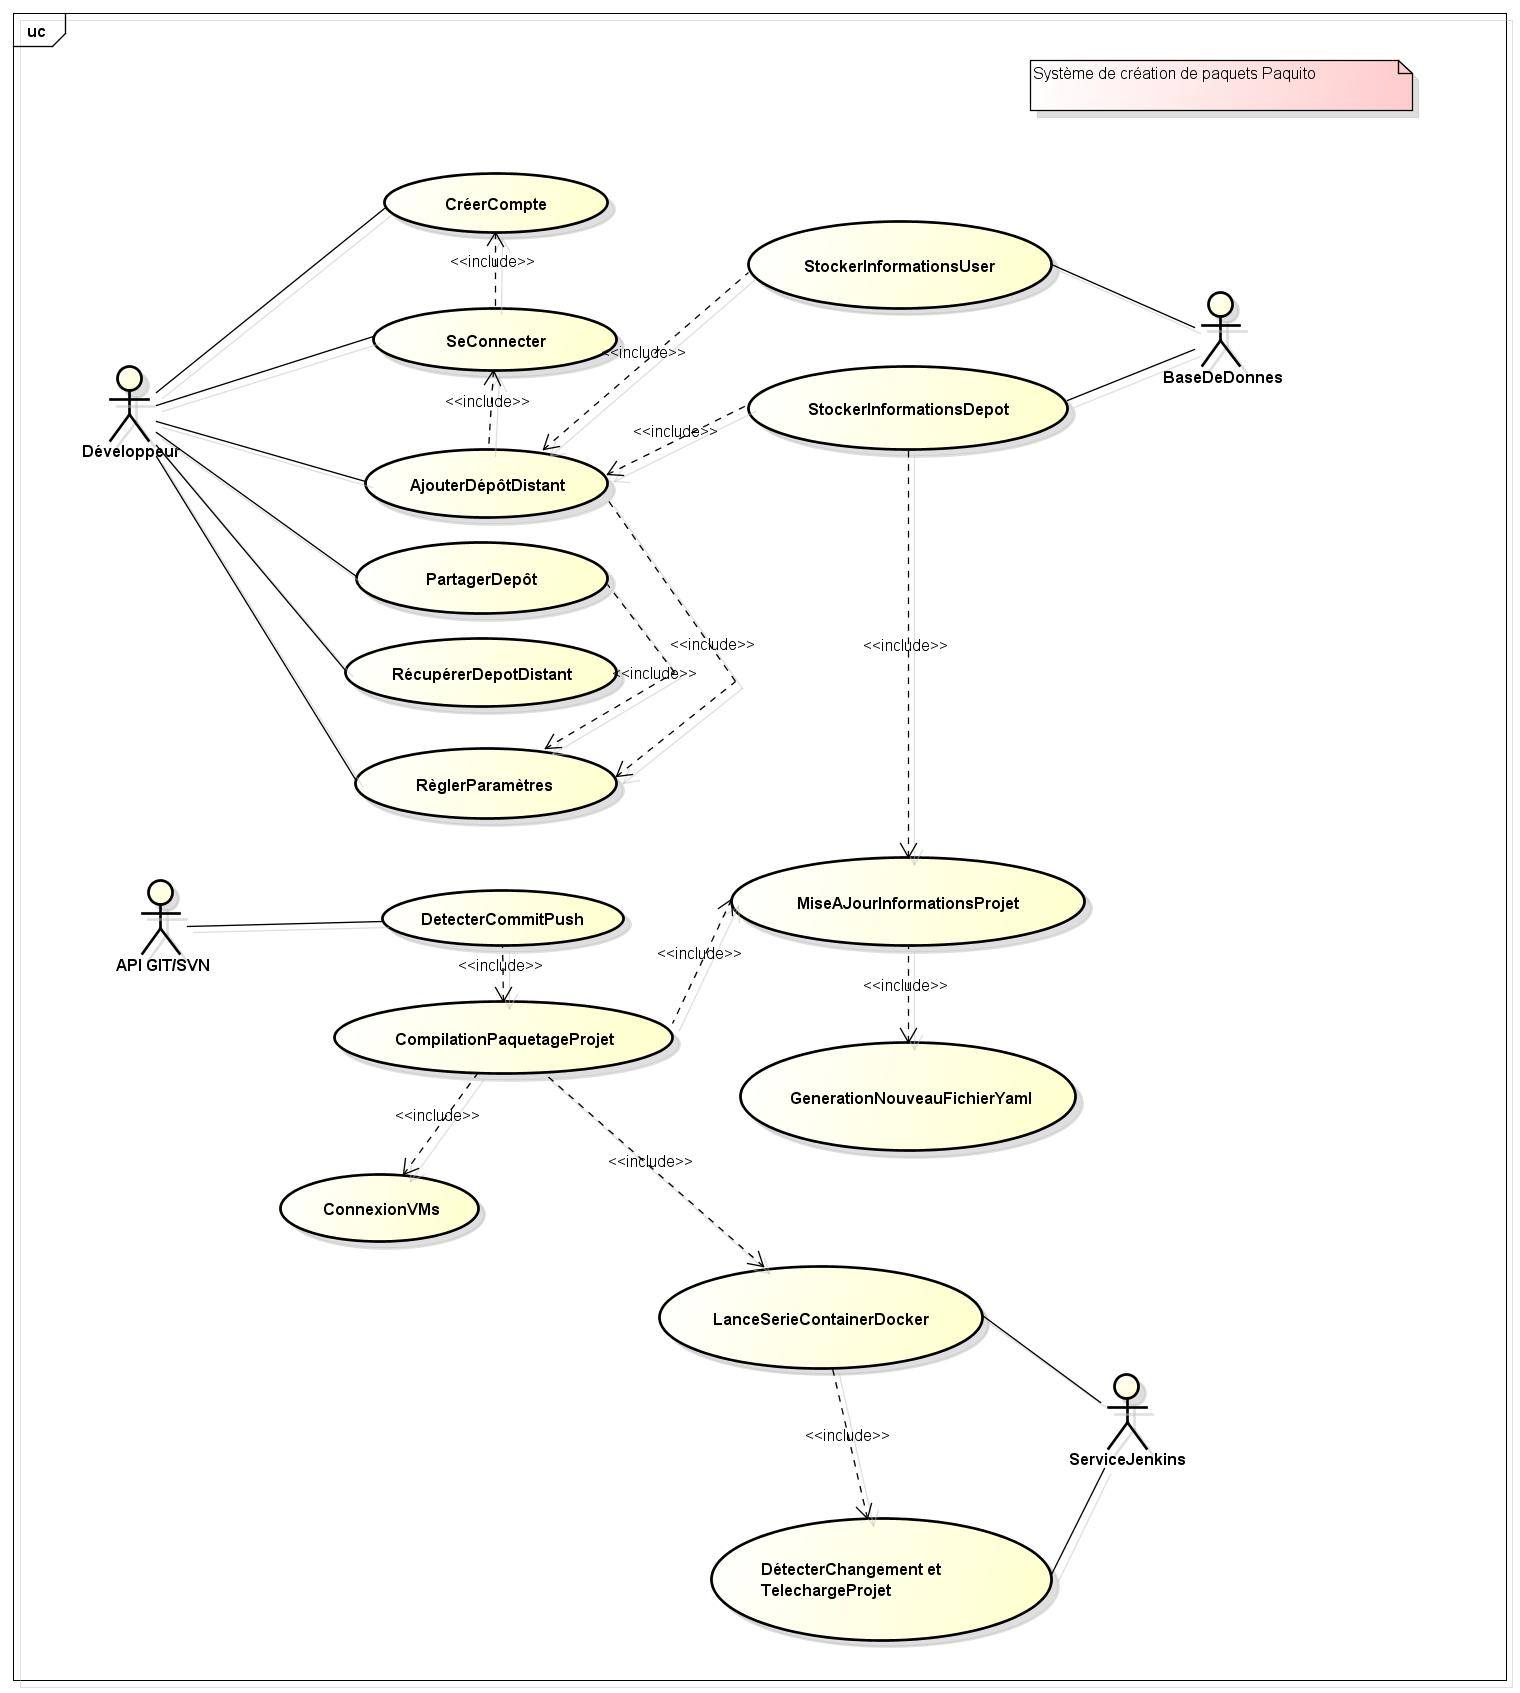 uc
Système de création de paquets Paquito
CréerCompte
<<include>>
StockerInformationsUser
SeConnecter
<<include>>
BaseDeDonnes
<<include>>
StockerInformationsDepot
<<include>>
Développeur
AjouterDépôtDistant
PartagerDepôt
<<include>>
<<include>>
RécupérerDepotDistant
<<include>>
RèglerParamètres
MiseAJourInformationsProjet
DetecterCommitPush
<<include>>
API GIT/SVN
<<include>>
<<include>>
CompilationPaquetageProjet
GenerationNouveauFichierYaml
<<include>>
<<include>>
ConnexionVMs
LanceSerieContainerDocker
<<include>>
ServiceJenkins
DétecterChangement et
TelechargeProjet